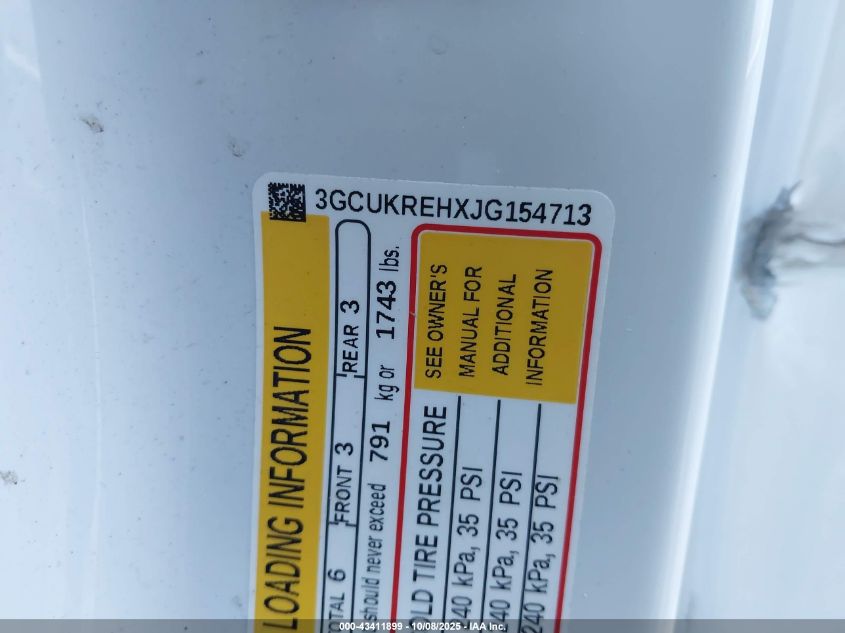 3GCUKREHXJG154713
LOADING INFORMATION
OTAL 6 FRONT 3 REAR 3
should never exceed 791 kg or 1743 lbs.
OLD TIRE PRESSURE
40 kPa, 35 PSI
40 kPa, 35 PSI
240 kPa, 35 PSI
SEE OWNER'S
MANUAL FOR
ADDITIONAL
INFORMATION
000-43411899 - 10/08/2025 - IAA Inc.